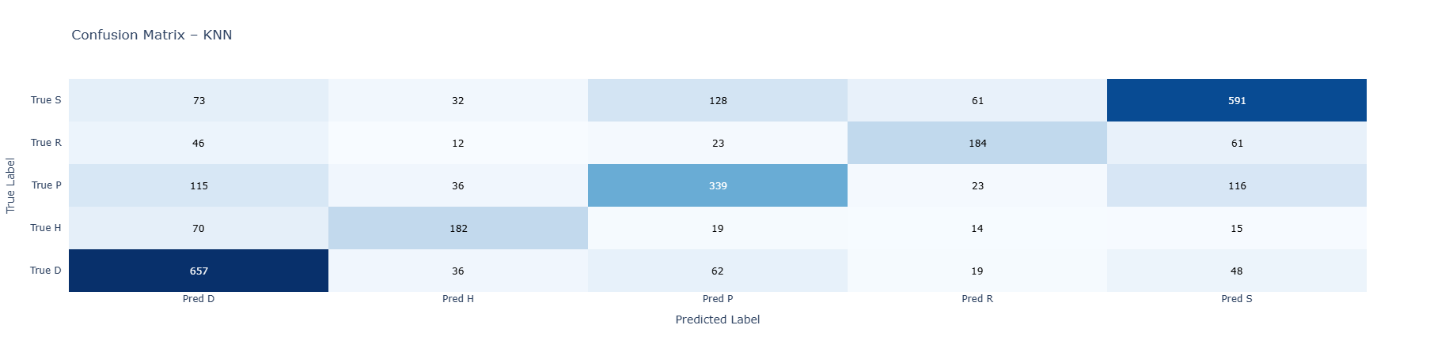 Confusion Matrix – KNN
True S 73 32 128 61 591
True R 46 12 23 184 61
True P 115 36 339 23 116
True H 70 182 19 14 15
True D 657 36 62 19 48
Pred D Pred H Pred P Pred R Pred S
Predicted Label
True Label